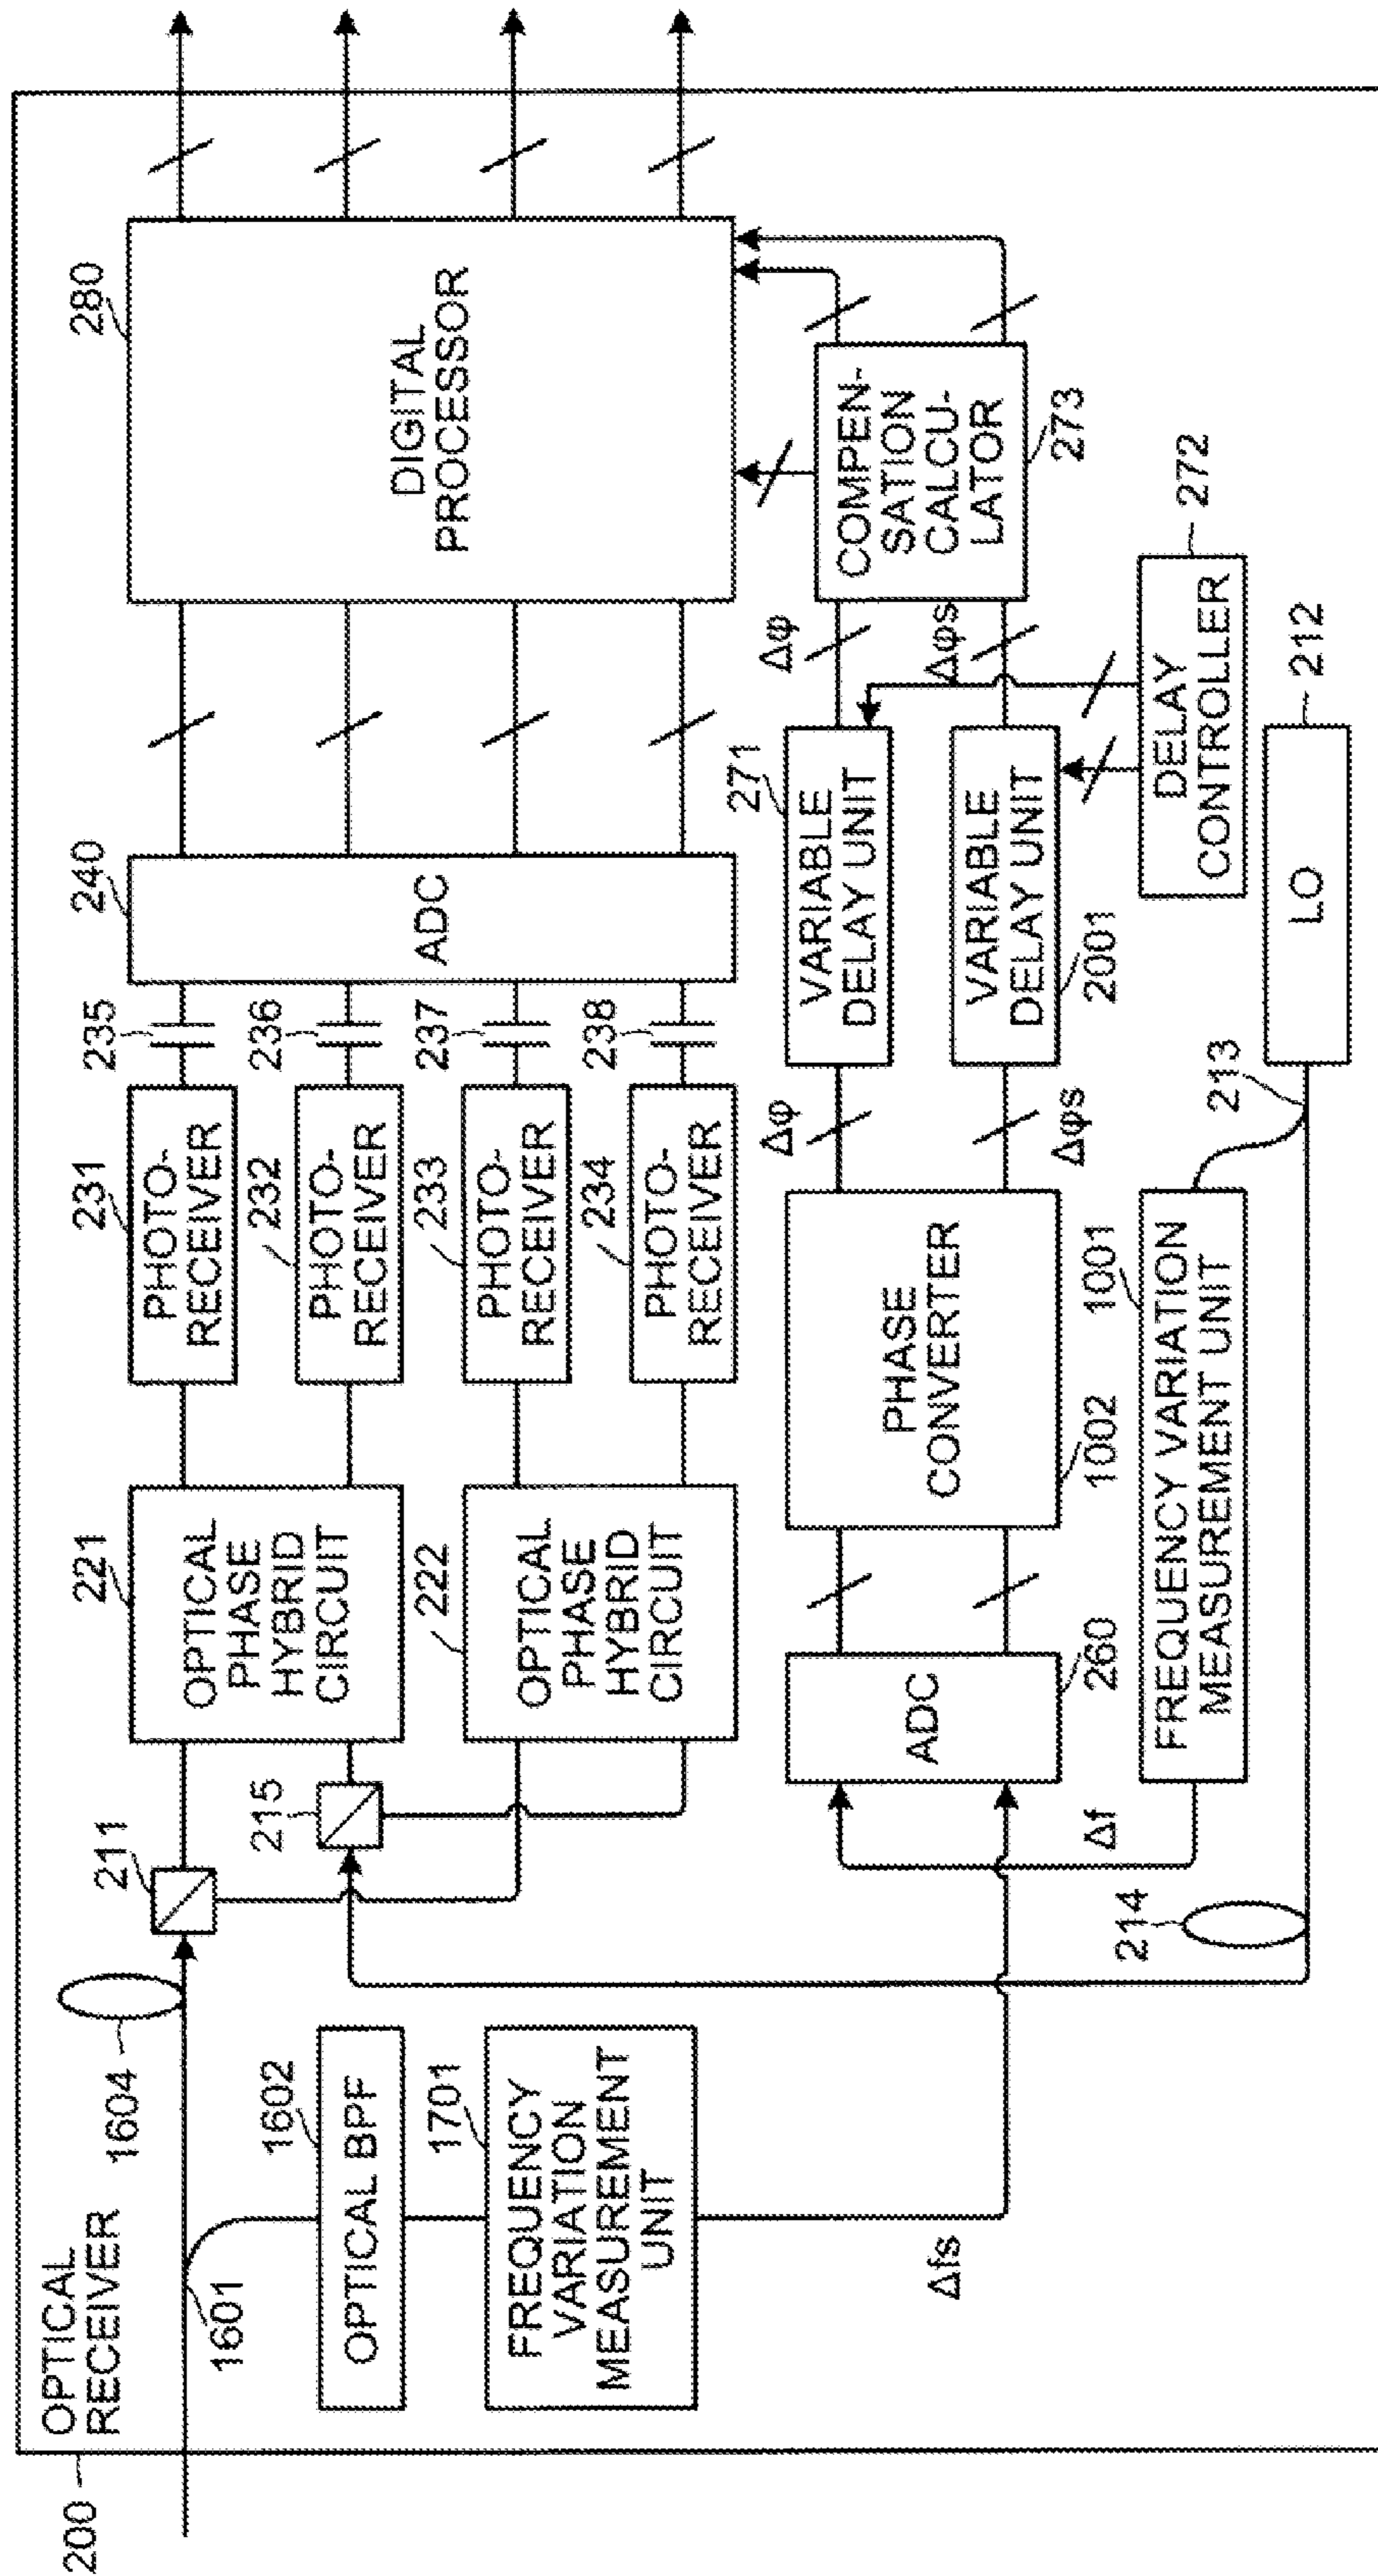 OPTICAL
RECEIVER
200
1604
1601
211
215
221
OPTICAL
PHASE
HYBRID
CIRCUIT
222
OPTICAL
PHASE
HYBRID
CIRCUIT
231
PHOTO-
RECEIVER
232
PHOTO-
RECEIVER
233
PHOTO-
RECEIVER
234
PHOTO-
RECEIVER
235
236
237
238
240
ADC
280
DIGITAL
PROCESSOR
1602
OPTICAL BPF
1701
FREQUENCY
VARIATION
MEASUREMENT
UNIT
Δfs
Δf
ADC
260
PHASE
CONVERTER
1002
Δφ
Δφs
271
VARIABLE
DELAY UNIT
VARIABLE
DELAY UNIT
2001
Δφ
Δφs
COMPEN-
SATION
CALCU-
LATOR
273
1001
FREQUENCY VARIATION
MEASUREMENT UNIT
272
DELAY
CONTROLLER
214
213
LO
212